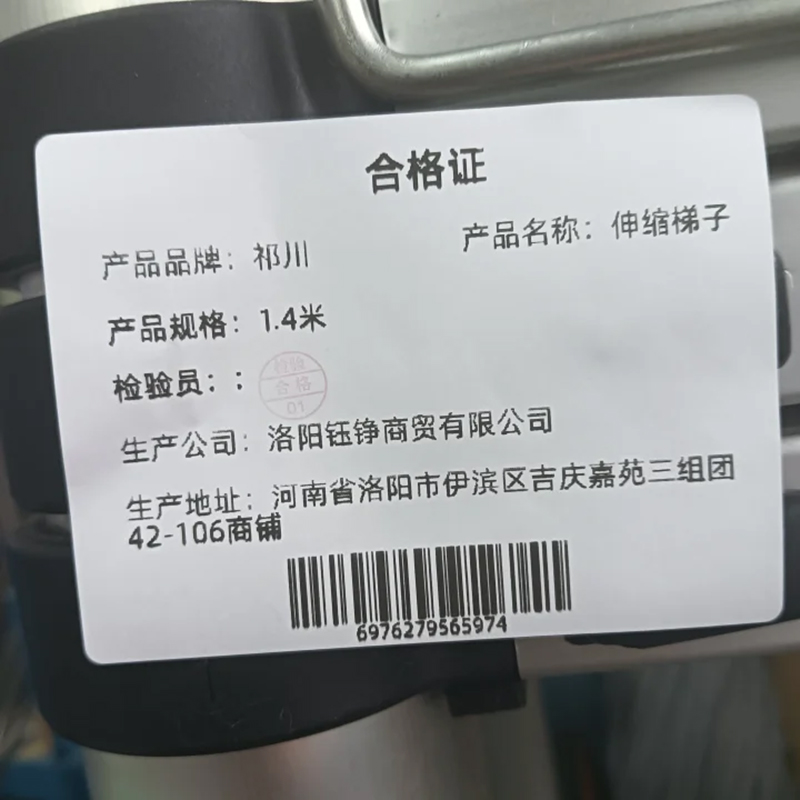 合格证
产品品牌：祁川
产品名称：伸缩梯子
产品规格：1.4米
检验员：：
检验
合格
01
生产公司：洛阳钰铮商贸有限公司
生产地址：河南省洛阳市伊滨区吉庆嘉苑三组团
42-106商铺
6976279565974